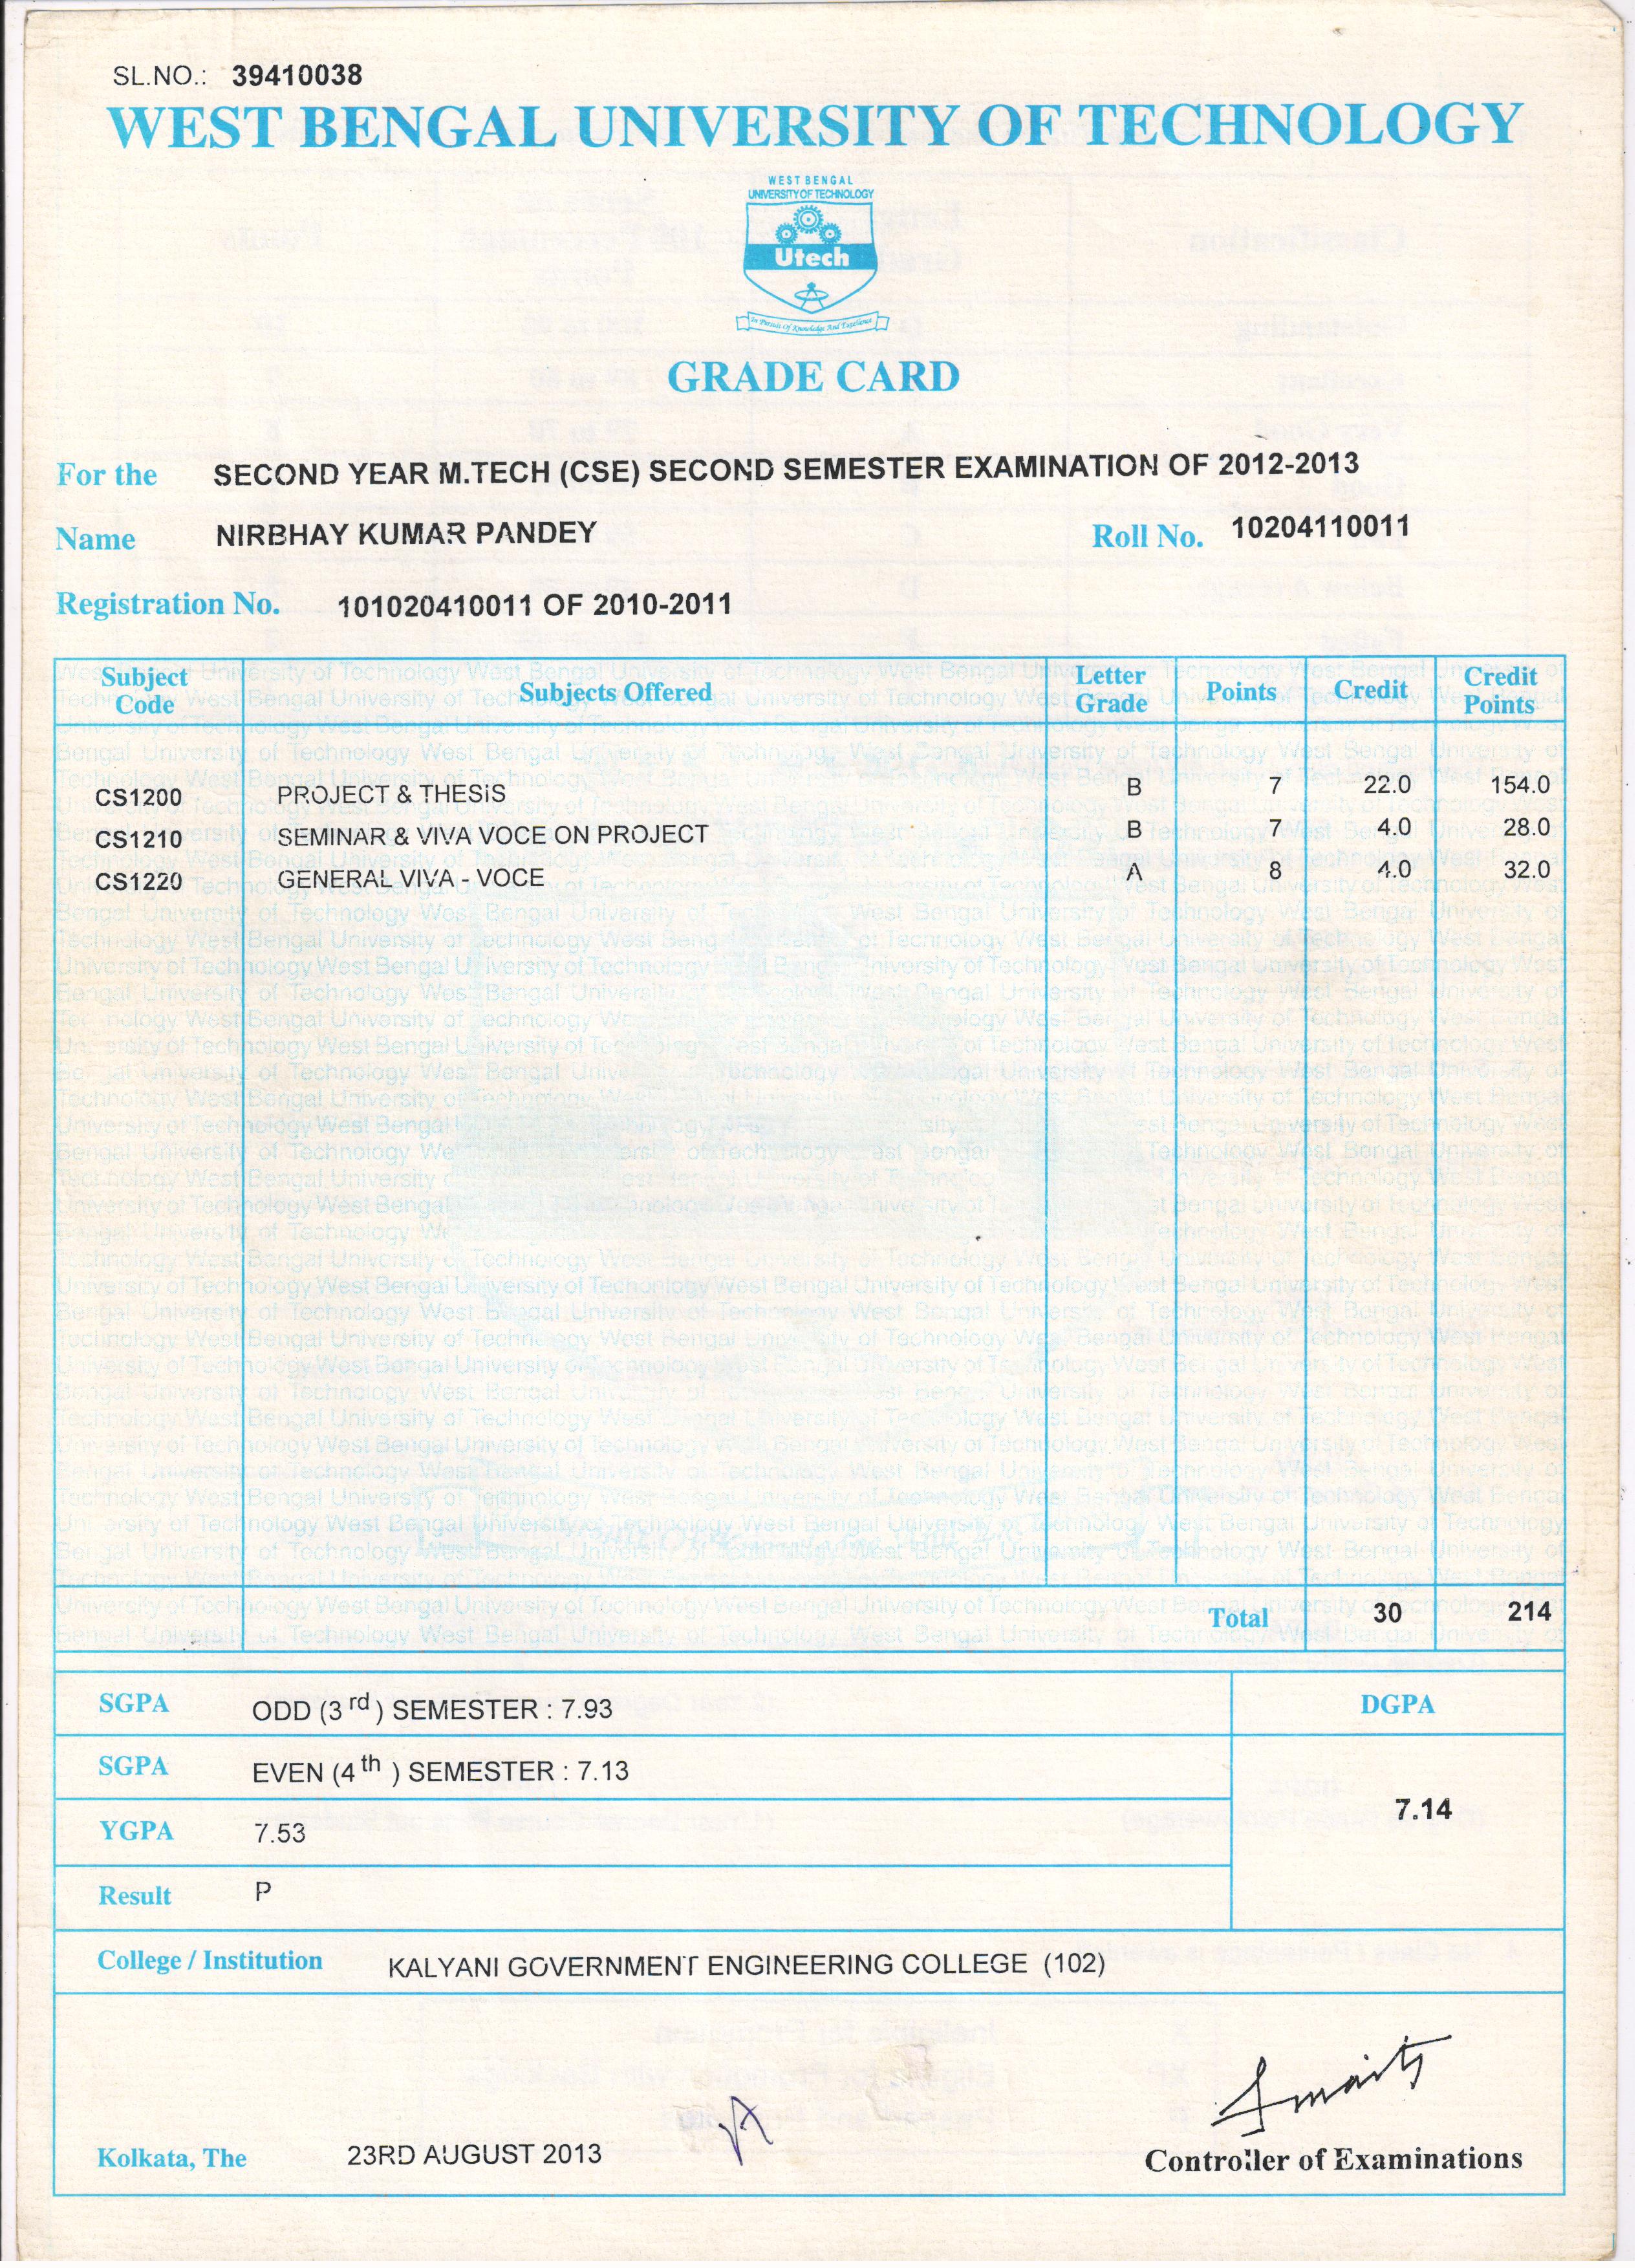 SL.NO.: 39410038
WEST BENGAL UNIVERSITY OF TECHNOLOGY
WEST BENGAL
UNIVERSITY OF TECHNOLOGY
Utech
In Persuit Of Knowledge And Excellence
GRADE CARD
For the SECOND YEAR M.TECH (CSE) SECOND SEMESTER EXAMINATION OF 2012-2013
Name NIRBHAY KUMAR PANDEY Roll No. 10204110011
Registration No. 101020410011 OF 2010-2011
Subject Code Subjects Offered Letter Grade Points Credit Credit Points
CS1200 PROJECT & THESIS B 7 22.0 154.0
CS1210 SEMINAR & VIVA VOCE ON PROJECT B 7 4.0 28.0
CS1220 GENERAL VIVA - VOCE A 8 4.0 32.0
Total 30 214
SGPA ODD (3rd) SEMESTER : 7.93 DGPA
SGPA EVEN (4th) SEMESTER : 7.13
7.14
YGPA 7.53
Result P
College / Institution KALYANI GOVERNMENT ENGINEERING COLLEGE (102)
Kolkata, The 23RD AUGUST 2013 Controller of Examinations